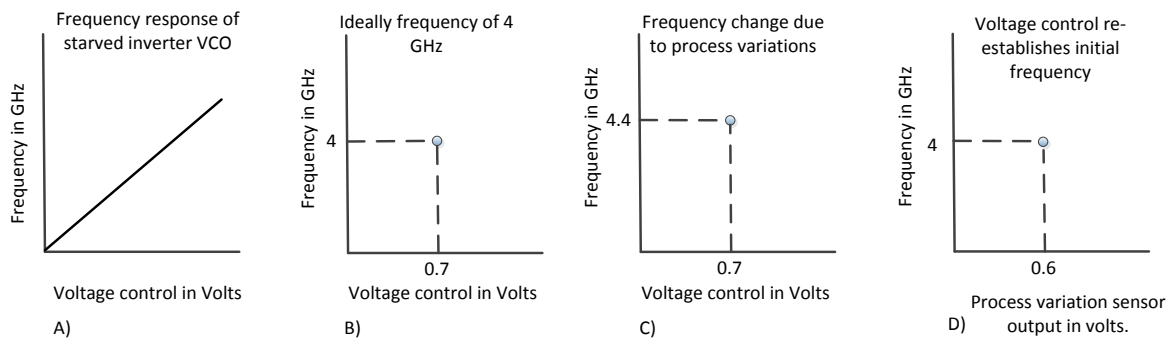 Frequency response of
starved inverter VCO
Frequency in GHz
Voltage control in Volts
A)
Ideally frequency of 4
GHz
Frequency in GHz
4
0.7
Voltage control in Volts
B)
Frequency change due
to process variations
Frequency in GHz
4.4
0.7
Voltage control in Volts
C)
Voltage control re-
establishes initial
frequency
Frequency in GHz
4
0.6
Process variation sensor
output in volts.
D)